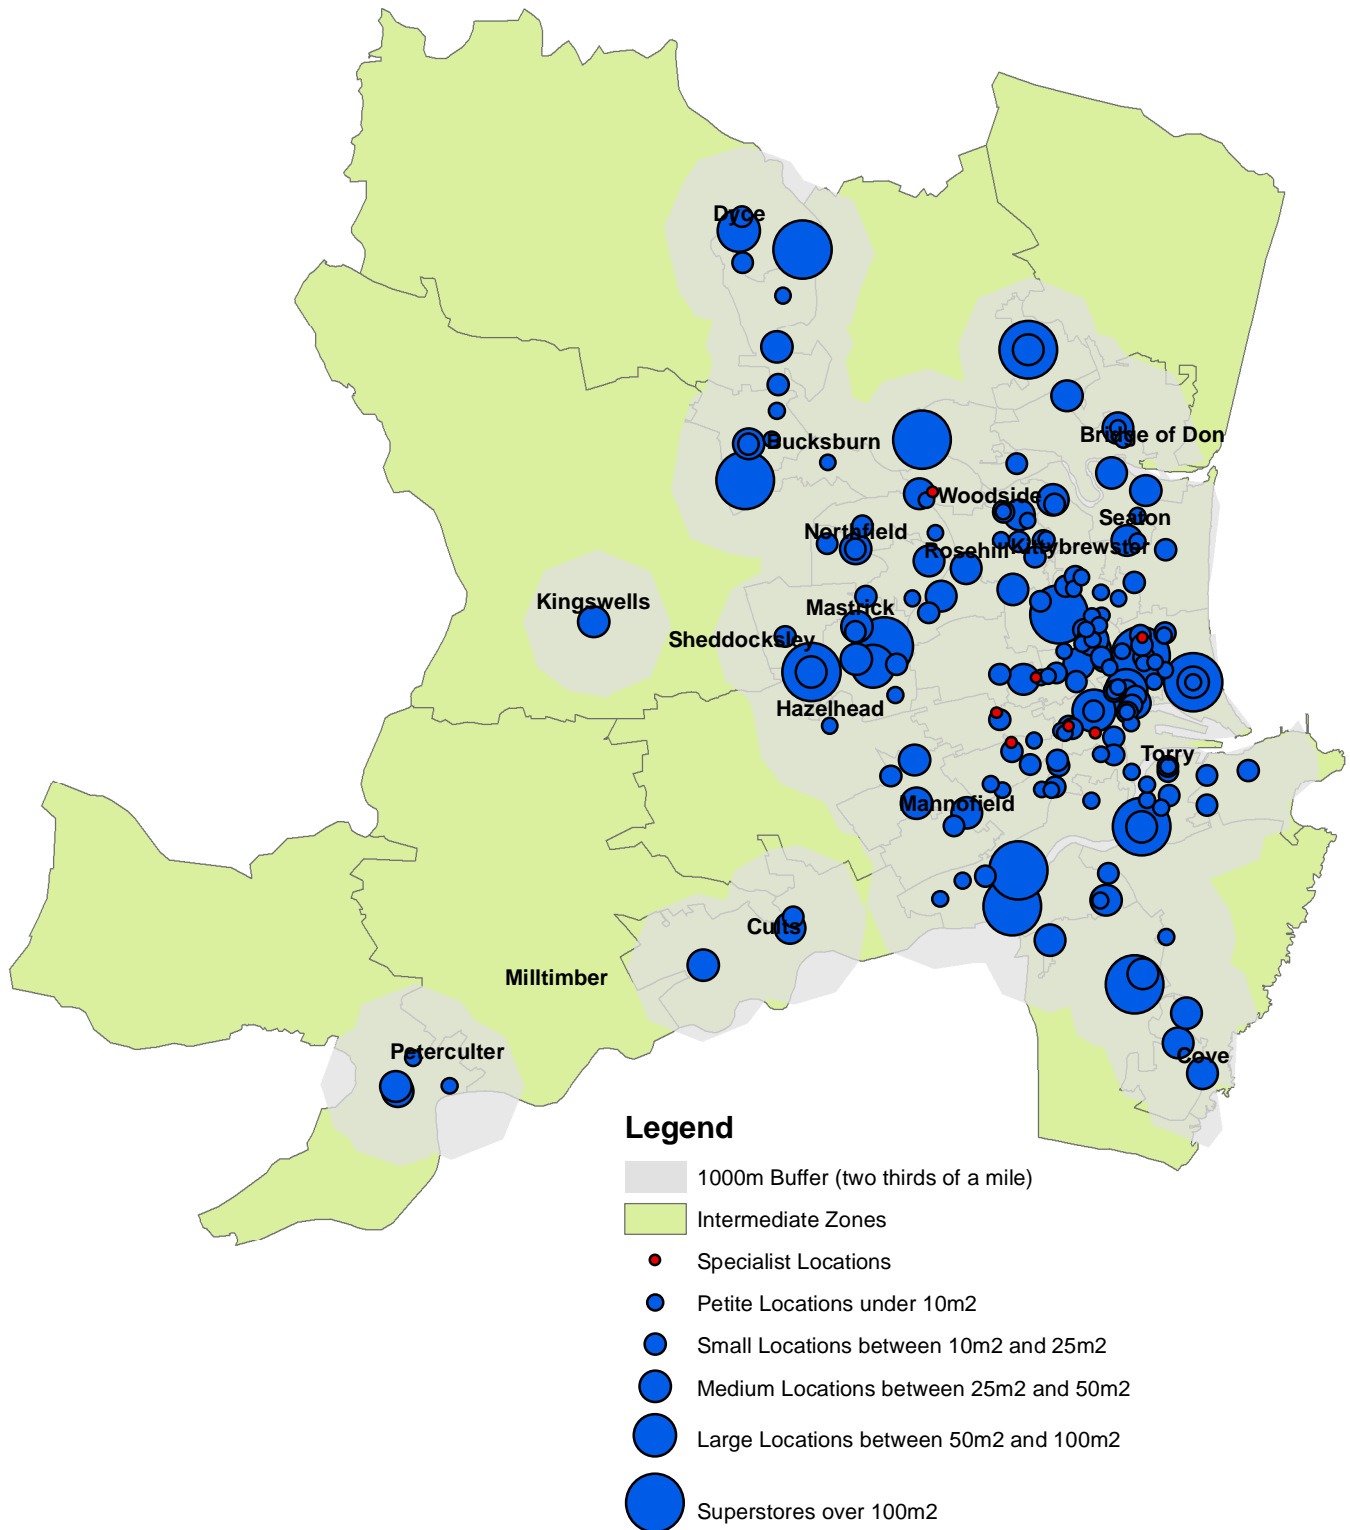 Dyce
Bucksburn
Bridge of Don
Woodside
Seaton
Northfield
Rosehill
Kittybrewster
Kingswells
Mastrick
Sheddocksley
Hazelhead
Torry
Mannofield
Cults
Milltimber
Peterculter
Cove
Legend
1000m Buffer (two thirds of a mile)
Intermediate Zones
Specialist Locations
Petite Locations under 10m2
Small Locations between 10m2 and 25m2
Medium Locations between 25m2 and 50m2
Large Locations between 50m2 and 100m2
Superstores over 100m2